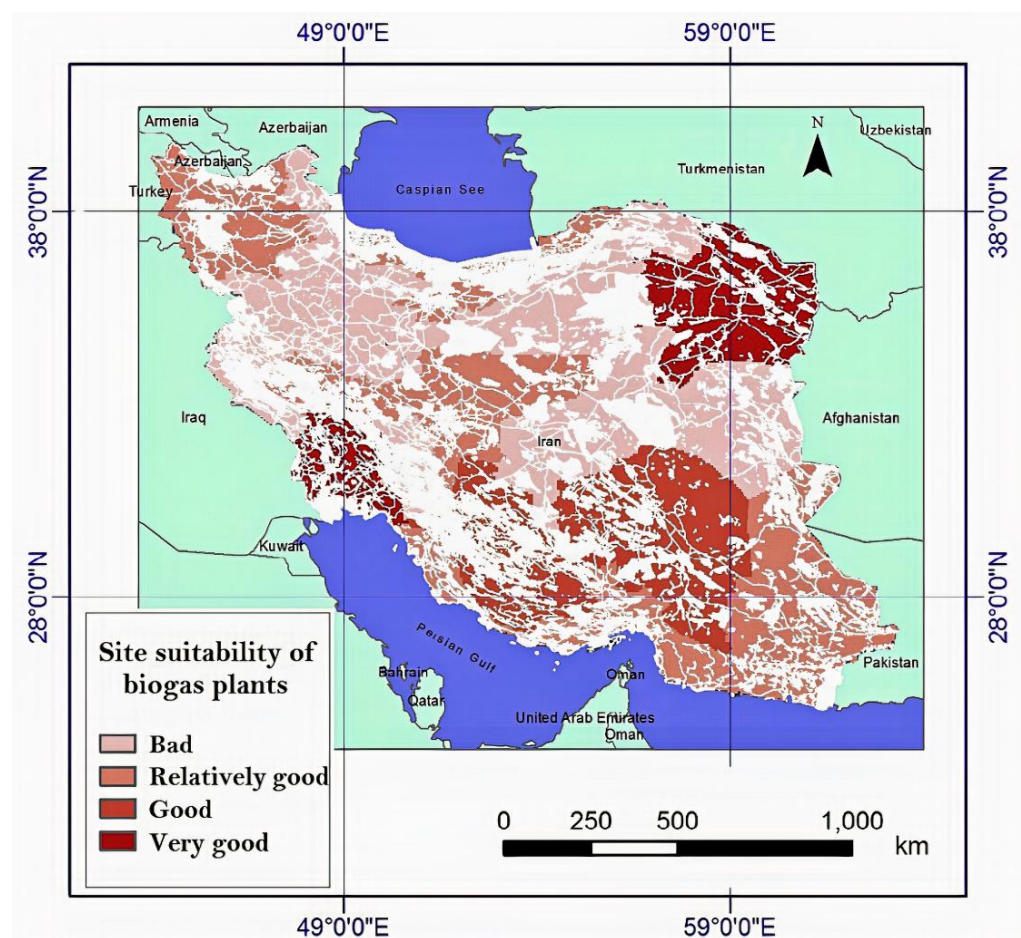 49°0'0"E
59°0'0"E
N
Armenia
Azerbaijan
Uzbekistan
Azerbaijan
Turkmenistan
Turkey
Caspian See
38°0'0"N
38°0'0"N
Iraq
Iran
Afghanistan
Kuwait
28°0'0"N
28°0'0"N
Persian Gulf
Pakistan
Bahrain
Oman
Qatar
United Arab Emirates
Oman
Site suitability of
biogas plants
Bad
Relatively good
Good
Very good
0 250 500 1,000
km
49°0'0"E
59°0'0"E